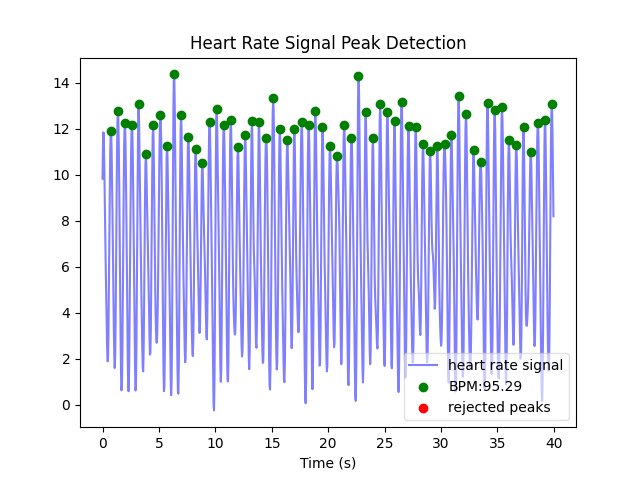 Heart Rate Signal Peak Detection
14
12
10
8
6
4
2
0
heart rate signal
BPM:95.29
rejected peaks
0 5 10 15 20 25 30 35 40
Time (s)